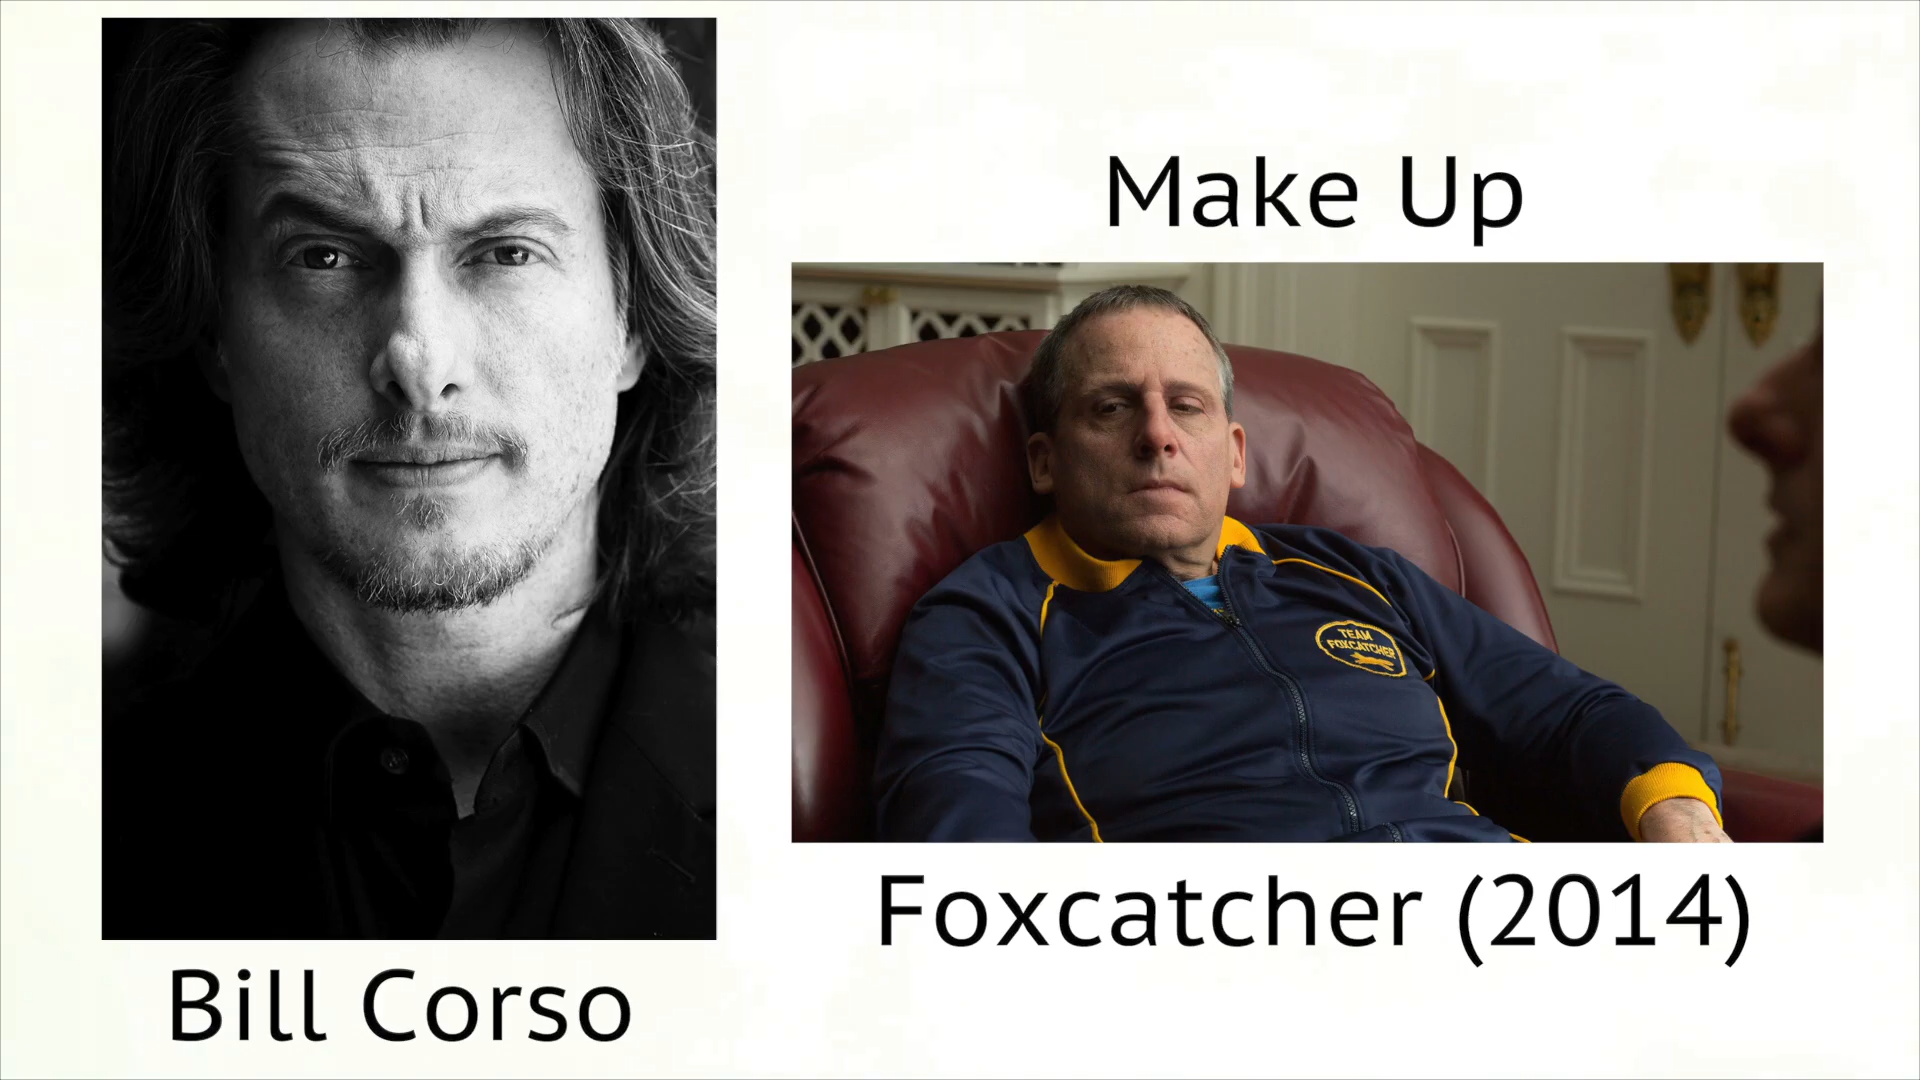 Make Up
TEAM
FOXCATCHER
Foxcatcher (2014)
Bill Corso